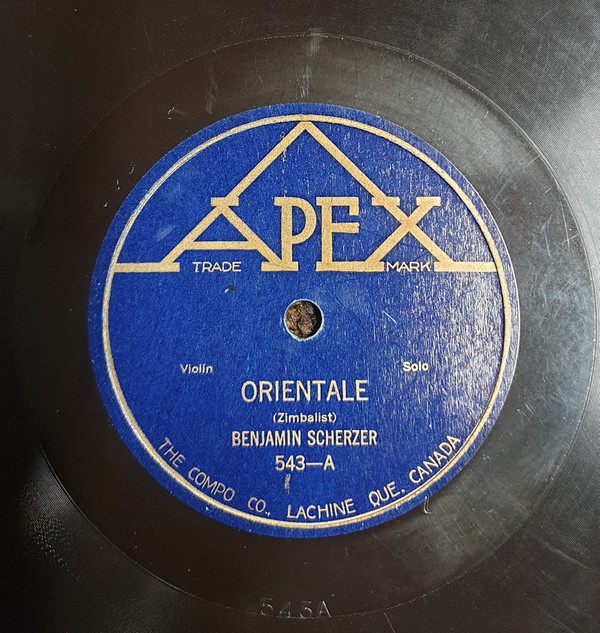 APEX
TRADE MARK
Violin Solo
ORIENTALE
(Zimbalist)
BENJAMIN SCHERZER
543—A
THE COMPO CO., LACHINE QUE. CANADA
543A